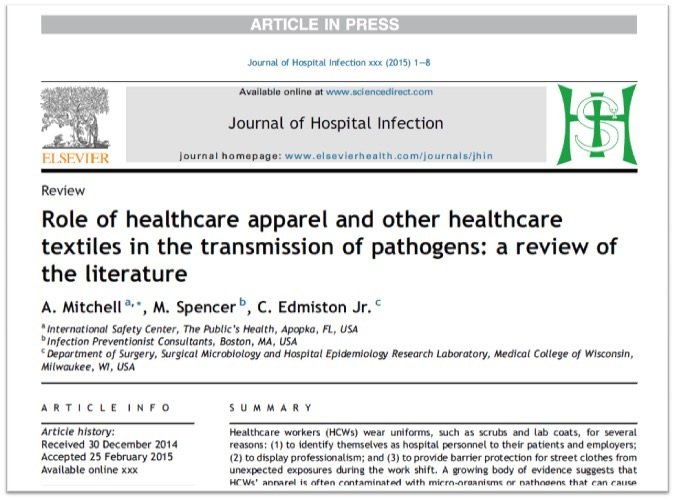 ARTICLE IN PRESS
Journal of Hospital Infection xxx (2015) 1–8
Available online at www.sciencedirect.com
Journal of Hospital Infection
journal homepage: www.elsevierhealth.com/journals/jhin
ELSEVIER
HIS
Review
Role of healthcare apparel and other healthcare
textiles in the transmission of pathogens: a review of
the literature
A. Mitchell a,*, M. Spencer b, C. Edmiston Jr. c
a International Safety Center, The Public's Health, Apopka, FL, USA
b Infection Preventionist Consultants, Boston, MA, USA
c Department of Surgery, Surgical Microbiology and Hospital Epidemiology Research Laboratory, Medical College of Wisconsin,
Milwaukee, WI, USA
ARTICLE INFO
Article history:
Received 30 December 2014
Accepted 25 February 2015
Available online xxx
SUMMARY
Healthcare workers (HCWs) wear uniforms, such as scrubs and lab coats, for several
reasons: (1) to identify themselves as hospital personnel to their patients and employers;
(2) to display professionalism; and (3) to provide barrier protection for street clothes from
unexpected exposures during the work shift. A growing body of evidence suggests that
HCWs' apparel is often contaminated with micro-organisms or pathogens that can cause